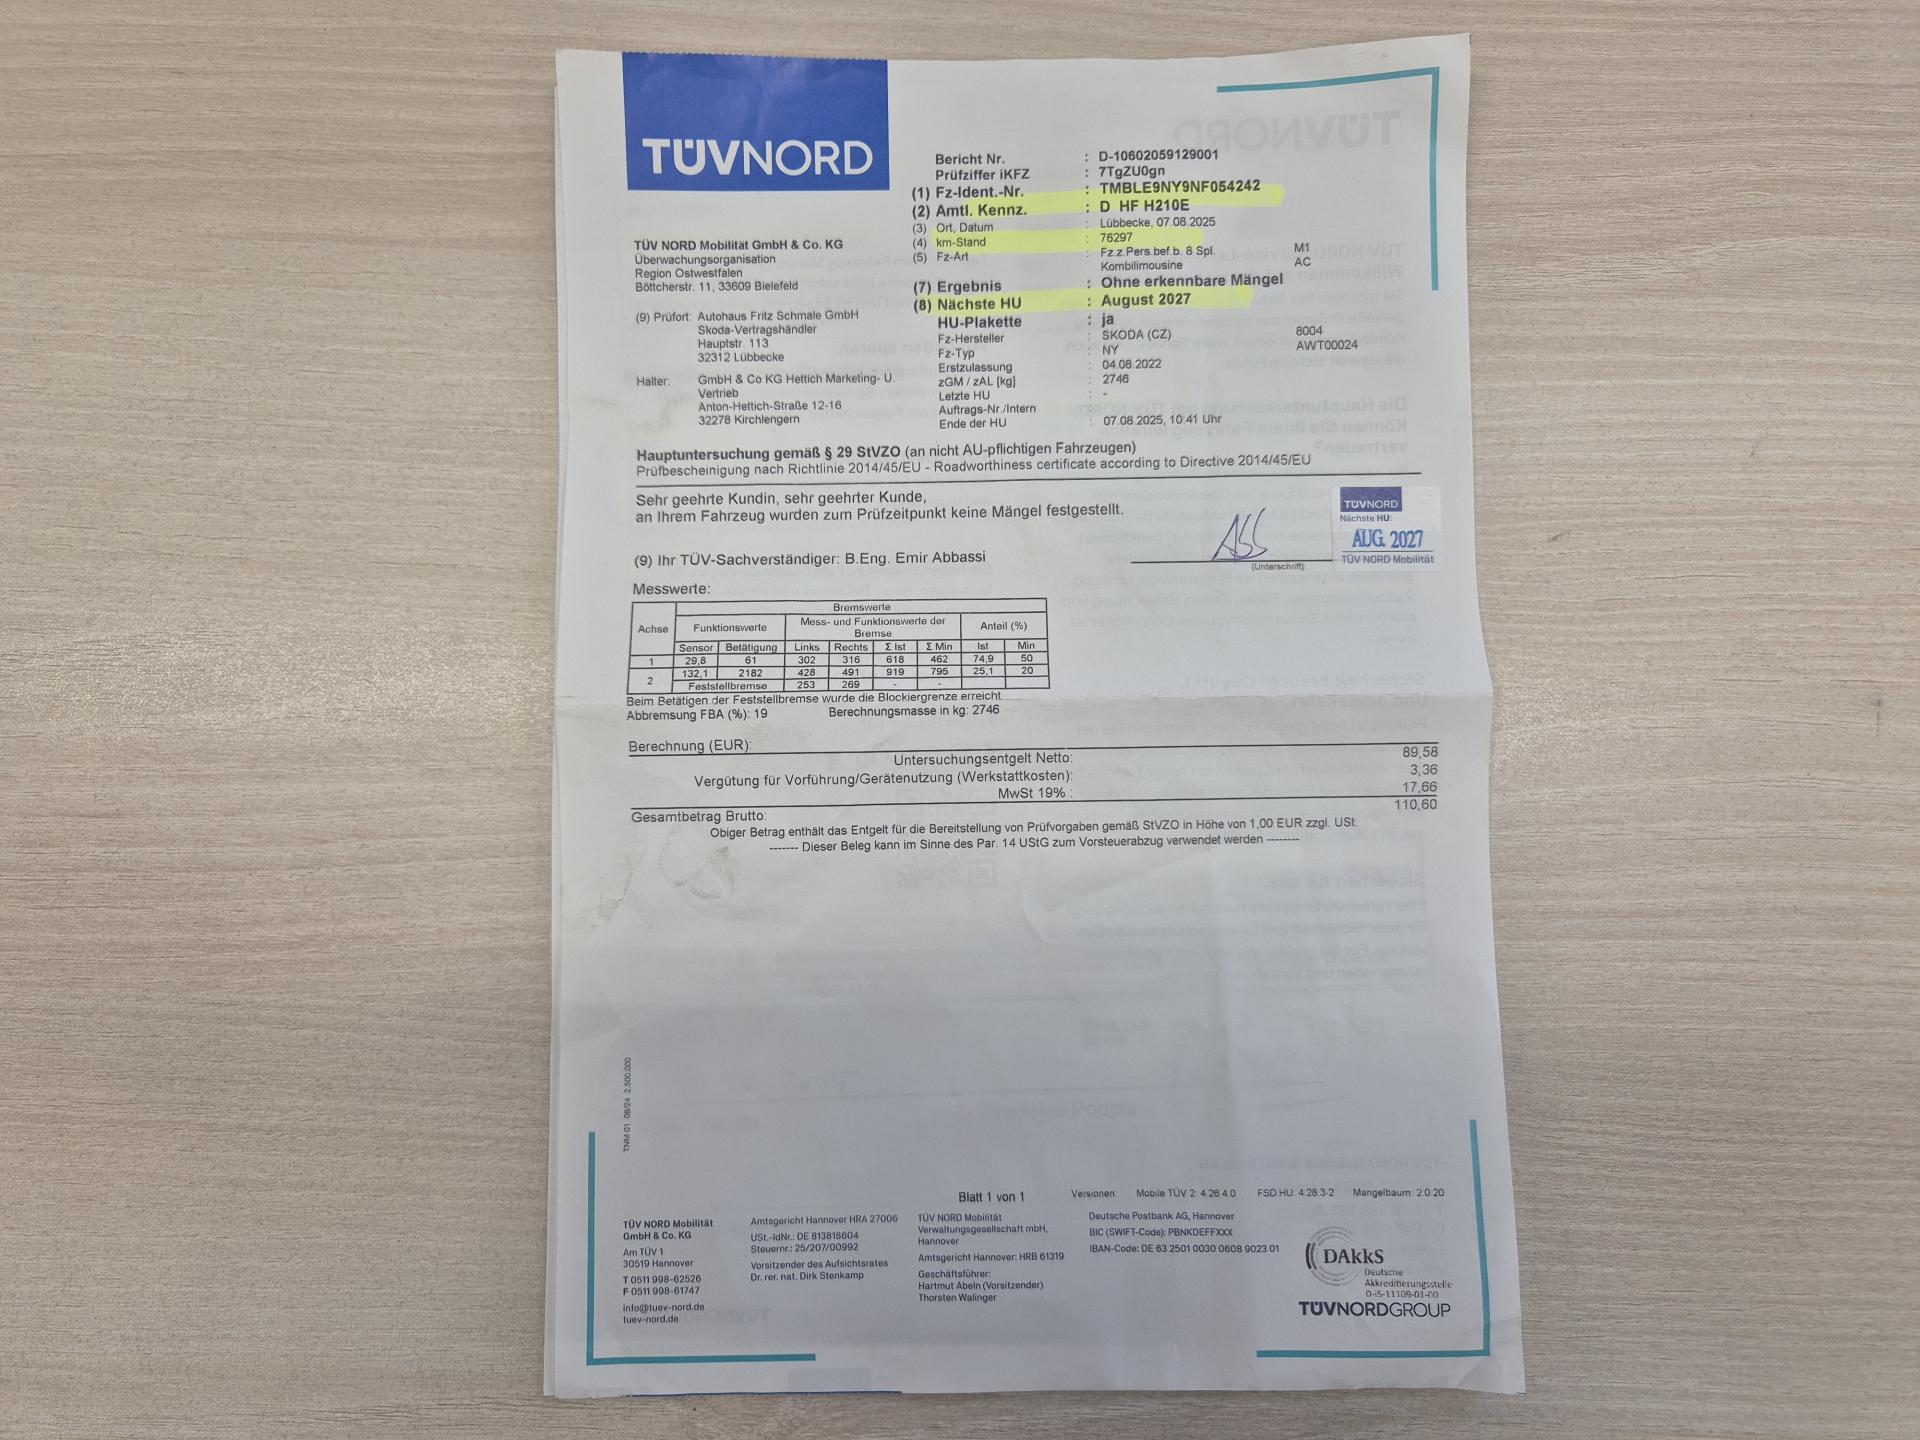 TÜVNORD
Bericht Nr. : D-10602059129001
Prüfziffer iKFZ : 7TgZU0gn
(1) Fz-Ident.-Nr. : TMBLE9NY9NF054242
(2) Amtl. Kennz. : D HF H210E
(3) Ort, Datum : Lübbecke, 07.08.2025
(4) km-Stand : 76297
(5) Fz-Art : Fz.z.Pers.bef.b. 8 Spl. M1
Kombilimousine AC
(7) Ergebnis : Ohne erkennbare Mängel
(8) Nächste HU : August 2027
HU-Plakette : ja
Fz-Hersteller : SKODA (CZ) 8004
Fz-Typ : NY AWT00024
Erstzulassung : 04.08.2022
zGM / zAL [kg] : 2746
Letzte HU : -
Auftrags-Nr./Intern :
Ende der HU : 07.08.2025, 10:41 Uhr
TÜV NORD Mobilität GmbH & Co. KG
Überwachungsorganisation
Region Ostwestfalen
Böttcherstr. 11, 33609 Bielefeld
(9) Prüfort: Autohaus Fritz Schmale GmbH
Skoda-Vertragshändler
Hauptstr. 113
32312 Lübbecke
Halter: GmbH & Co KG Hettich Marketing- U.
Vertrieb
Anton-Hettich-Straße 12-16
32278 Kirchlengern
Hauptuntersuchung gemäß § 29 StVZO (an nicht AU-pflichtigen Fahrzeugen)
Prüfbescheinigung nach Richtlinie 2014/45/EU - Roadworthiness certificate according to Directive 2014/45/EU
Sehr geehrte Kundin, sehr geehrter Kunde,
an Ihrem Fahrzeug wurden zum Prüfzeitpunkt keine Mängel festgestellt.
TÜVNORD
Nächste HU:
AUG. 2027
TÜV NORD Mobilität
(9) Ihr TÜV-Sachverständiger: B.Eng. Emir Abbassi
(Unterschrift)
Messwerte:
Achse Bremswerte
Funktionswerte Mess- und Funktionswerte der Bremse Anteil (%)
Sensor Betätigung Links Rechts Σ Ist Σ Min Ist Min
1 29,8 61 302 316 618 462 74,9 50
2 132,1 2182 428 491 919 795 25,1 20
Feststellbremse 253 269 - -
Beim Betätigen der Feststellbremse wurde die Blockiergrenze erreicht
Abbremsung FBA (%): 19 Berechnungsmasse in kg: 2746
Berechnung (EUR):
Untersuchungsentgelt Netto: 89,58
Vergütung für Vorführung/Gerätenutzung (Werkstattkosten): 3,36
MwSt 19% : 17,66
Gesamtbetrag Brutto: 110,60
Obiger Betrag enthält das Entgelt für die Bereitstellung von Prüfvorgaben gemäß StVZO in Höhe von 1,00 EUR zzgl. USt.
------- Dieser Beleg kann im Sinne des Par. 14 UStG zum Vorsteuerabzug verwendet werden --------
TNM 01 08/24 2.500.000
Blatt 1 von 1
Versionen: Mobile TÜV 2: 4.26.4.0 FSD.HU: 4.28.3-2 Mangelbaum: 2.0.20
TÜV NORD Mobilität
GmbH & Co. KG
Am TÜV 1
30519 Hannover
T 0511 998-62526
F 0511 998-61747
info@tuev-nord.de
tuev-nord.de
Amtsgericht Hannover HRA 27006
USt.-IdNr.: DE 813818604
Steuernr.: 25/207/00992
Vorsitzender des Aufsichtsrates
Dr. rer. nat. Dirk Stenkamp
TÜV NORD Mobilität
Verwaltungsgesellschaft mbH,
Hannover
Amtsgericht Hannover: HRB 61319
Geschäftsführer:
Hartmut Abeln (Vorsitzender)
Thorsten Walinger
Deutsche Postbank AG, Hannover
BIC (SWIFT-Code): PBNKDEFFXXX
IBAN-Code: DE 63 2501 0030 0608 9023 01
DAkkS
Deutsche
Akkreditierungsstelle
D-IS-11109-01-00
TÜVNORDGROUP